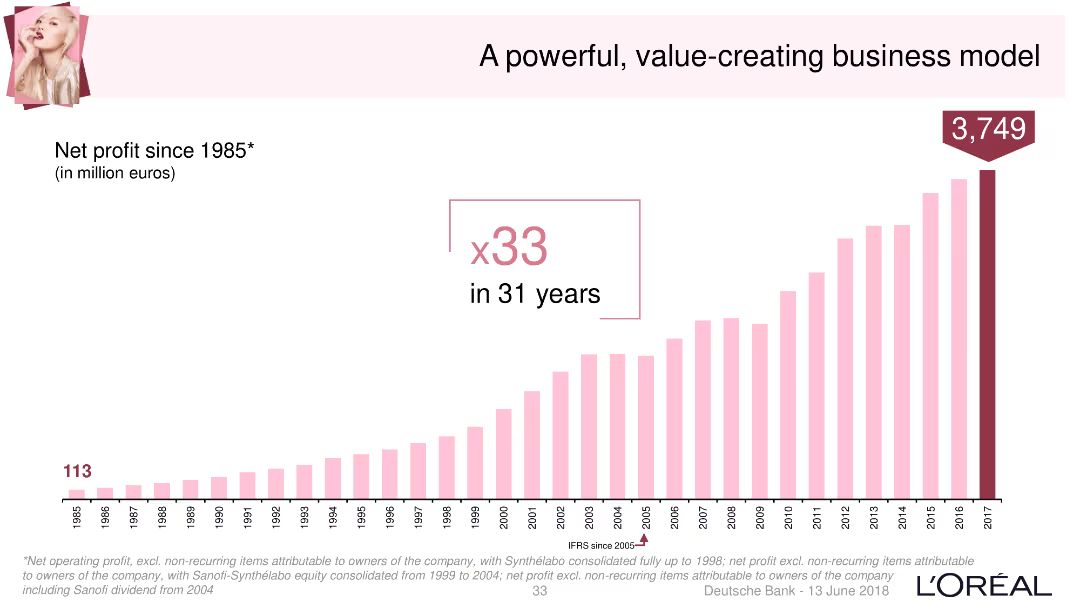 A powerful, value-creating business model
3,749
Net profit since 1985*
(in million euros)
x33
in 31 years
113
1985 1986 1987 1988 1989 1990 1991 1992 1993 1994 1995 1996 1997 1998 1999 2000 2001 2002 2003 2004 2005 2006 2007 2008 2009 2010 2011 2012 2013 2014 2015 2016 2017
IFRS since 2005
*Net operating profit, excl. non-recurring items attributable to owners of the company, with Synthélabo consolidated fully up to 1998; net profit excl. non-recurring items attributable
to owners of the company, with Sanofi-Synthélabo equity consolidated from 1999 to 2004; net profit excl. non-recurring items attributable to owners of the company
including Sanofi dividend from 2004
33
Deutsche Bank - 13 June 2018
L'ORÉAL